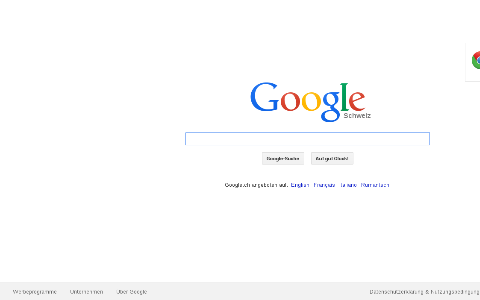 Google
Schweiz
Google-Suche
Auf gut Glück!
Google.ch angeboten auf: English Français Italiano Rumantsch
Werbeprogramme
Unternehmen
Über Google
Datenschutzerklärung & Nutzungsbedingung